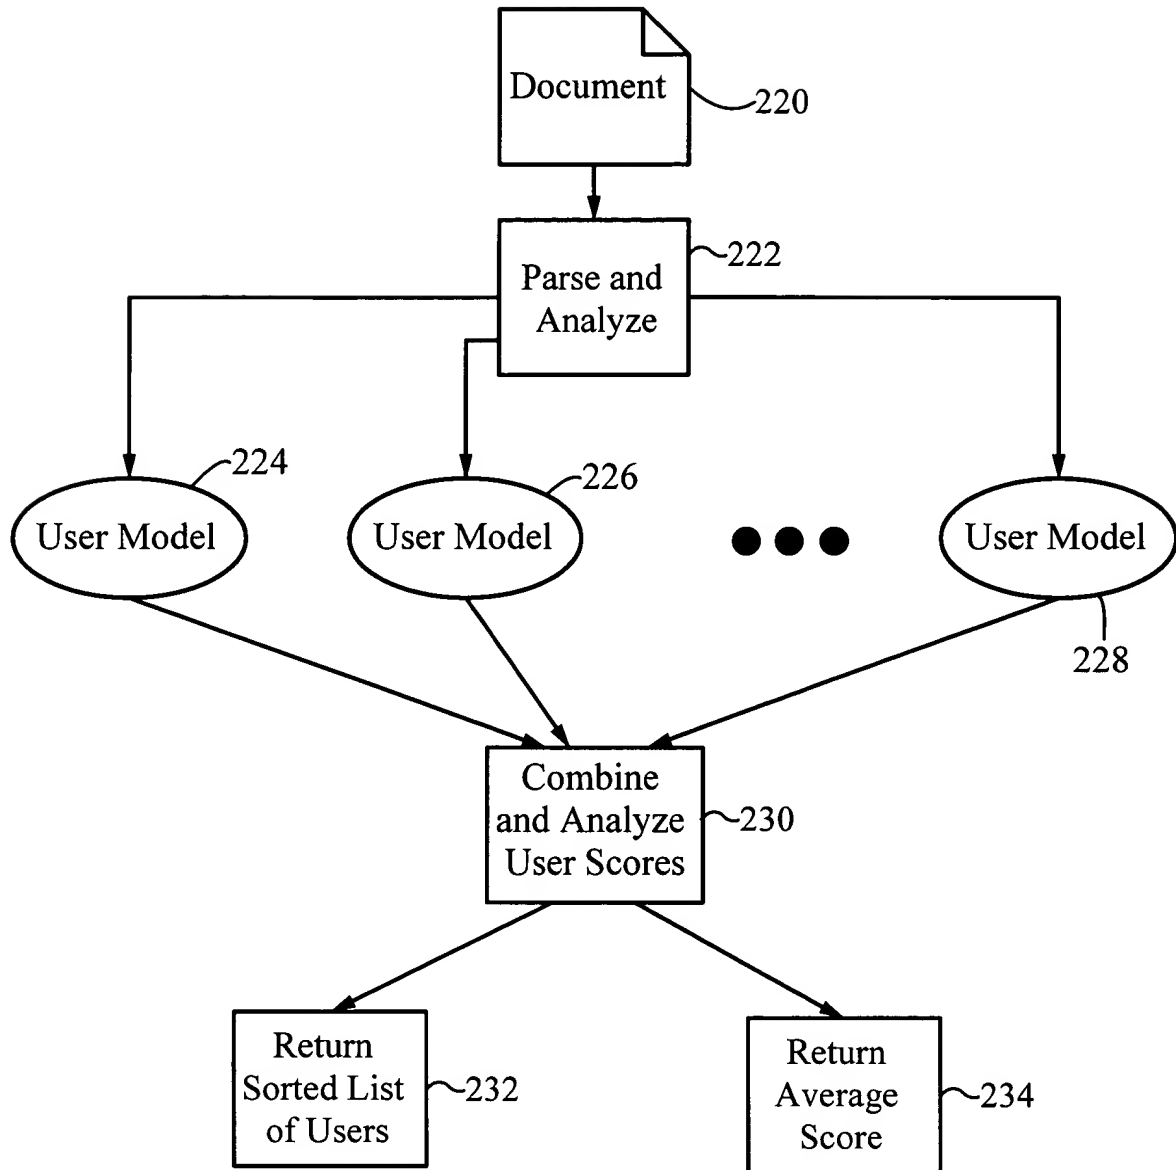 Document
220
222
Parse and
Analyze
224
226
User Model
User Model
User Model
228
Combine
and Analyze
User Scores
230
Return
Sorted List
of Users
232
Return
Average
Score
234